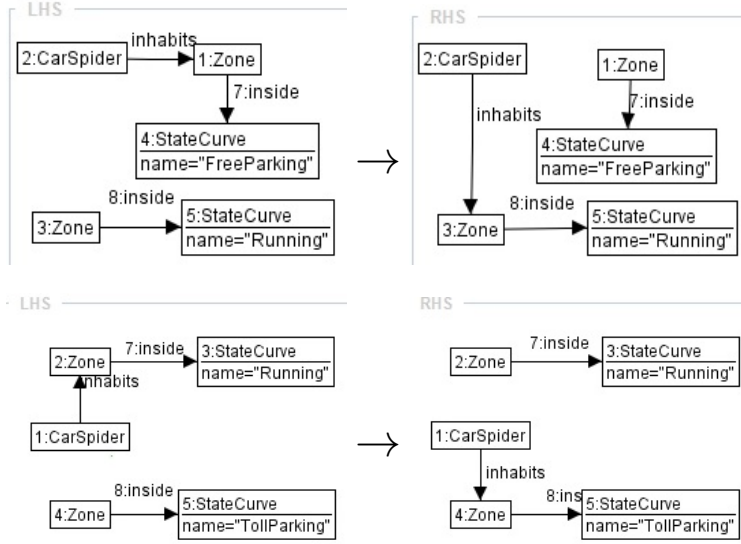 LHS
RHS
inhabits
2:CarSpider
1:Zone
7:inside
4:StateCurve
name="FreeParking"
8:inside
3:Zone
5:StateCurve
name="Running"
2:CarSpider
1:Zone
inhabits
7:inside
4:StateCurve
name="FreeParking"
8:inside
3:Zone
5:StateCurve
name="Running"
LHS
RHS
7:inside
2:Zone
3:StateCurve
name="Running"
inhabits
1:CarSpider
8:inside
4:Zone
5:StateCurve
name="TollParking"
7:inside
2:Zone
3:StateCurve
name="Running"
1:CarSpider
inhabits
8:ins
4:Zone
5:StateCurve
name="TollParking"